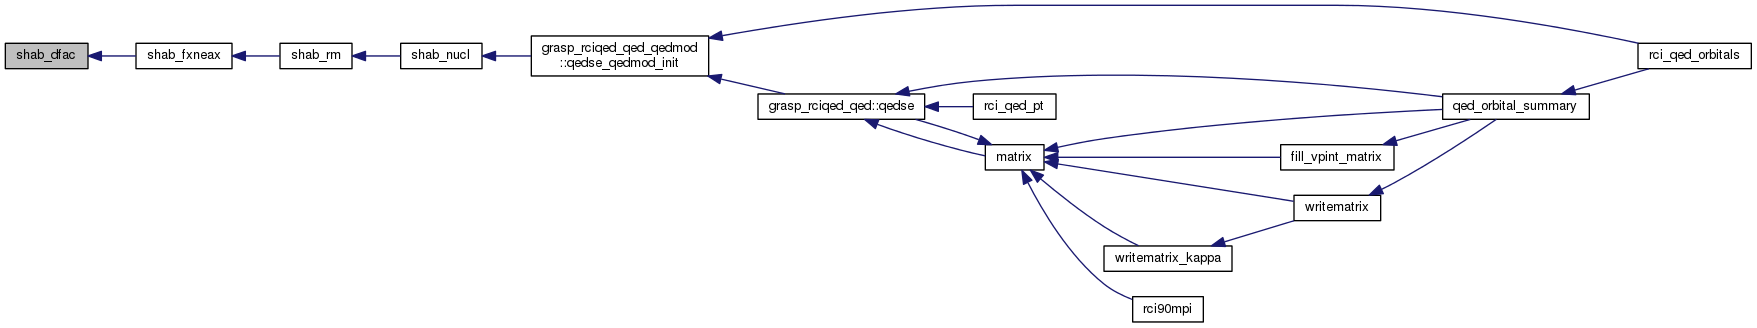 shab_dfac
shab_fxneax
shab_rm
shab_nucl
grasp_rciqed_qed_qedmod
::qedse_qedmod_init
rci_qed_orbitals
grasp_rciqed_qed::qedse
rci_qed_pt
qed_orbital_summary
matrix
fill_vpint_matrix
writematrix
writematrix_kappa
rci90mpi